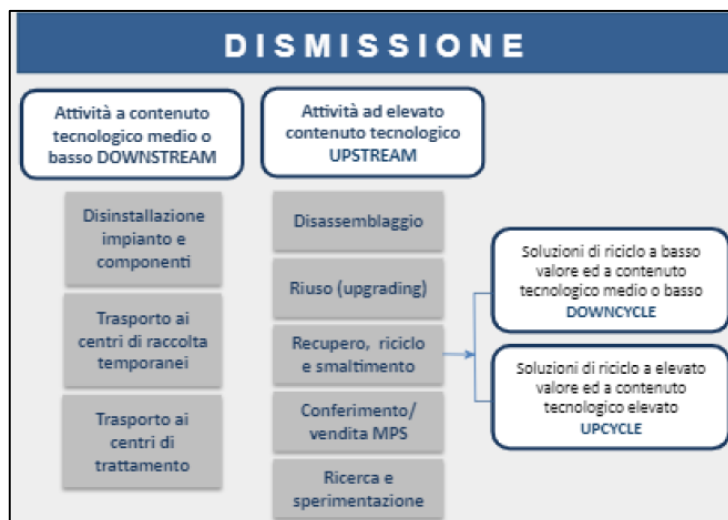 DISMISSIONE
Attività a contenuto
tecnologico medio o
basso DOWNSTREAM
Attività ad elevato
contenuto tecnologico
UPSTREAM
Disinstallazione
impianto e
componenti
Trasporto ai
centri di raccolta
temporanei
Trasporto ai
centri di
trattamento
Disassemblaggio
Riuso (upgrading)
Recupero, riciclo
e smaltimento
Conferimento/
vendita MPS
Ricerca e
sperimentazione
Soluzioni di riciclo a basso
valore ed a contenuto
tecnologico medio o basso
DOWNCYCLE
Soluzioni di riciclo a elevato
valore ed a contenuto
tecnologico elevato
UPCYCLE